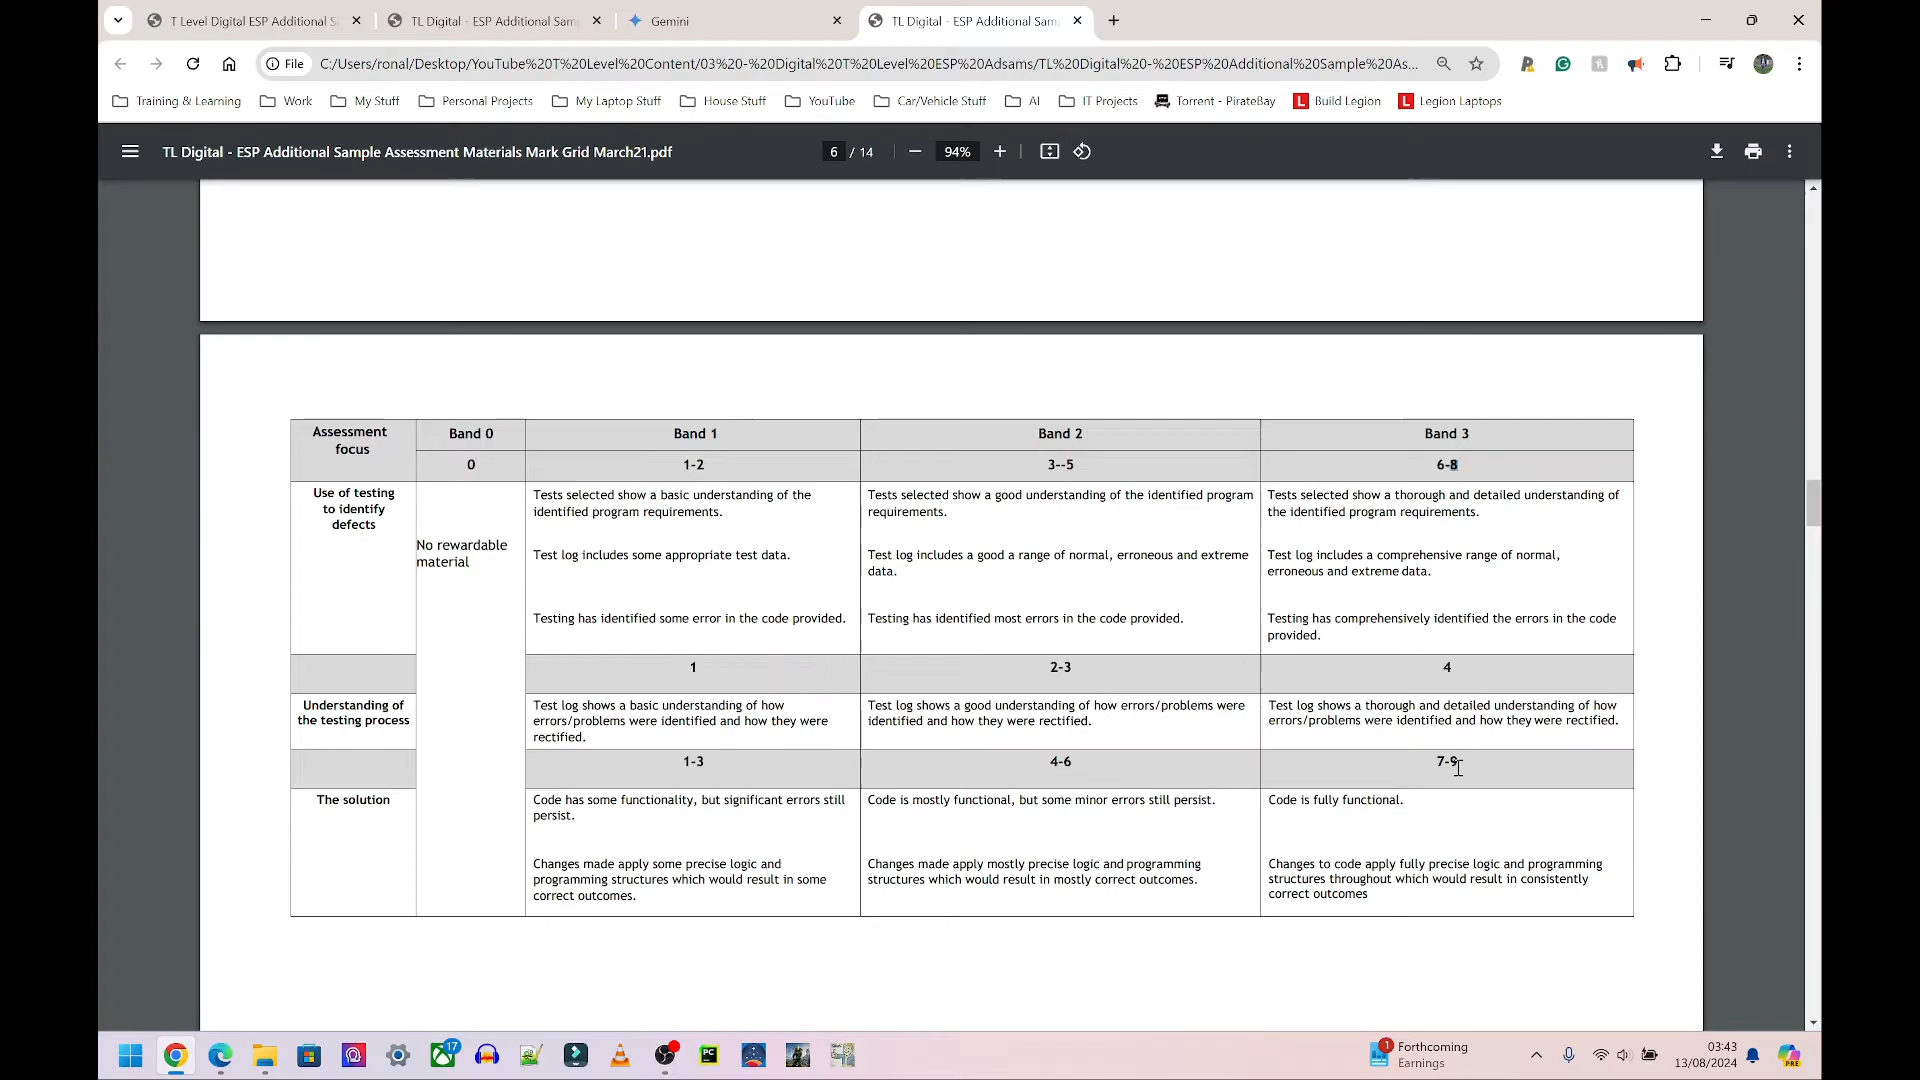 T Level Digital ESP Additional S
TL Digital - ESP Additional Sam
Gemini
TL Digital - ESP Additional Sam
File
C:/Users/ronal/Desktop/YouTube%20T%20Level%20Content/03%20-%20Digital%20T%20Level%20ESP%20Adsams/TL%20Digital%20-%20ESP%20Additional%20Sample%20As...
Training & Learning
Work
My Stuff
Personal Projects
My Laptop Stuff
House Stuff
YouTube
Car/Vehicle Stuff
AI
IT Projects
Torrent - PirateBay
L
Build Legion
L
Legion Laptops
TL Digital - ESP Additional Sample Assessment Materials Mark Grid March21.pdf
6 / 14
94%
Assessment
focus
Band 0
Band 1
Band 2
Band 3
0
1-2
3--5
6-8
Use of testing
to identify
defects
No rewardable
material
Tests selected show a basic understanding of the
identified program requirements.
Test log includes some appropriate test data.
Testing has identified some error in the code provided.
Tests selected show a good understanding of the identified program
requirements.
Test log includes a good a range of normal, erroneous and extreme
data.
Testing has identified most errors in the code provided.
Tests selected show a thorough and detailed understanding of
the identified program requirements.
Test log includes a comprehensive range of normal,
erroneous and extreme data.
Testing has comprehensively identified the errors in the code
provided.
1
2-3
4
Understanding of
the testing process
Test log shows a basic understanding of how
errors/problems were identified and how they were
rectified.
Test log shows a good understanding of how errors/problems were
identified and how they were rectified.
Test log shows a thorough and detailed understanding of how
errors/problems were identified and how they were rectified.
1-3
4-6
7-9
The solution
Code has some functionality, but significant errors still
persist.
Changes made apply some precise logic and
programming structures which would result in some
correct outcomes.
Code is mostly functional, but some minor errors still persist.
Changes made apply mostly precise logic and programming
structures which would result in mostly correct outcomes.
Code is fully functional.
Changes to code apply fully precise logic and programming
structures throughout which would result in consistently
correct outcomes
17
PC
1
Forthcoming
Earnings
03:43
13/08/2024
PRE